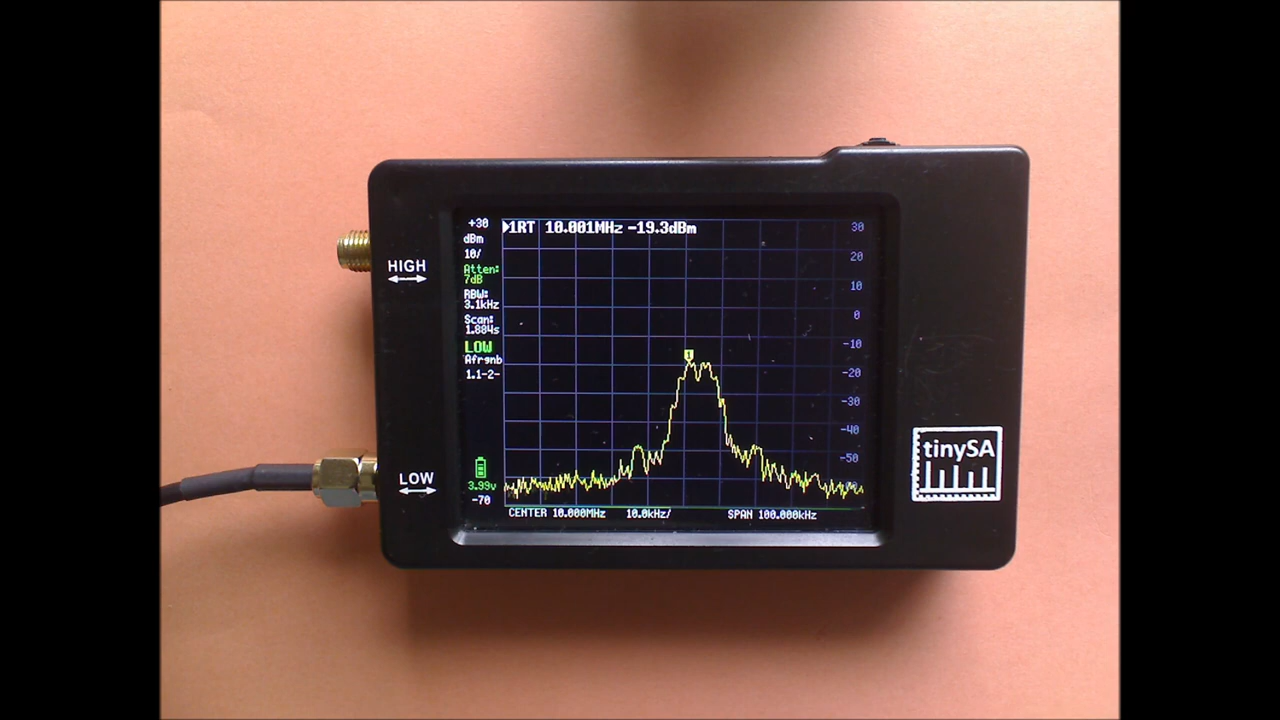 +30
dBm
10/
Atten:
7dB
RBW:
3.1kHz
Scan:
1.884s
LOW
Afrgnb
1.1-2-
3.99v
-70
1RT 10.001MHz -19.3dBm
1
30
20
10
0
-10
-20
-30
-40
-50
CENTER 10.000MHz 10.0kHz/ SPAN 100.000kHz
HIGH
LOW
tinySA